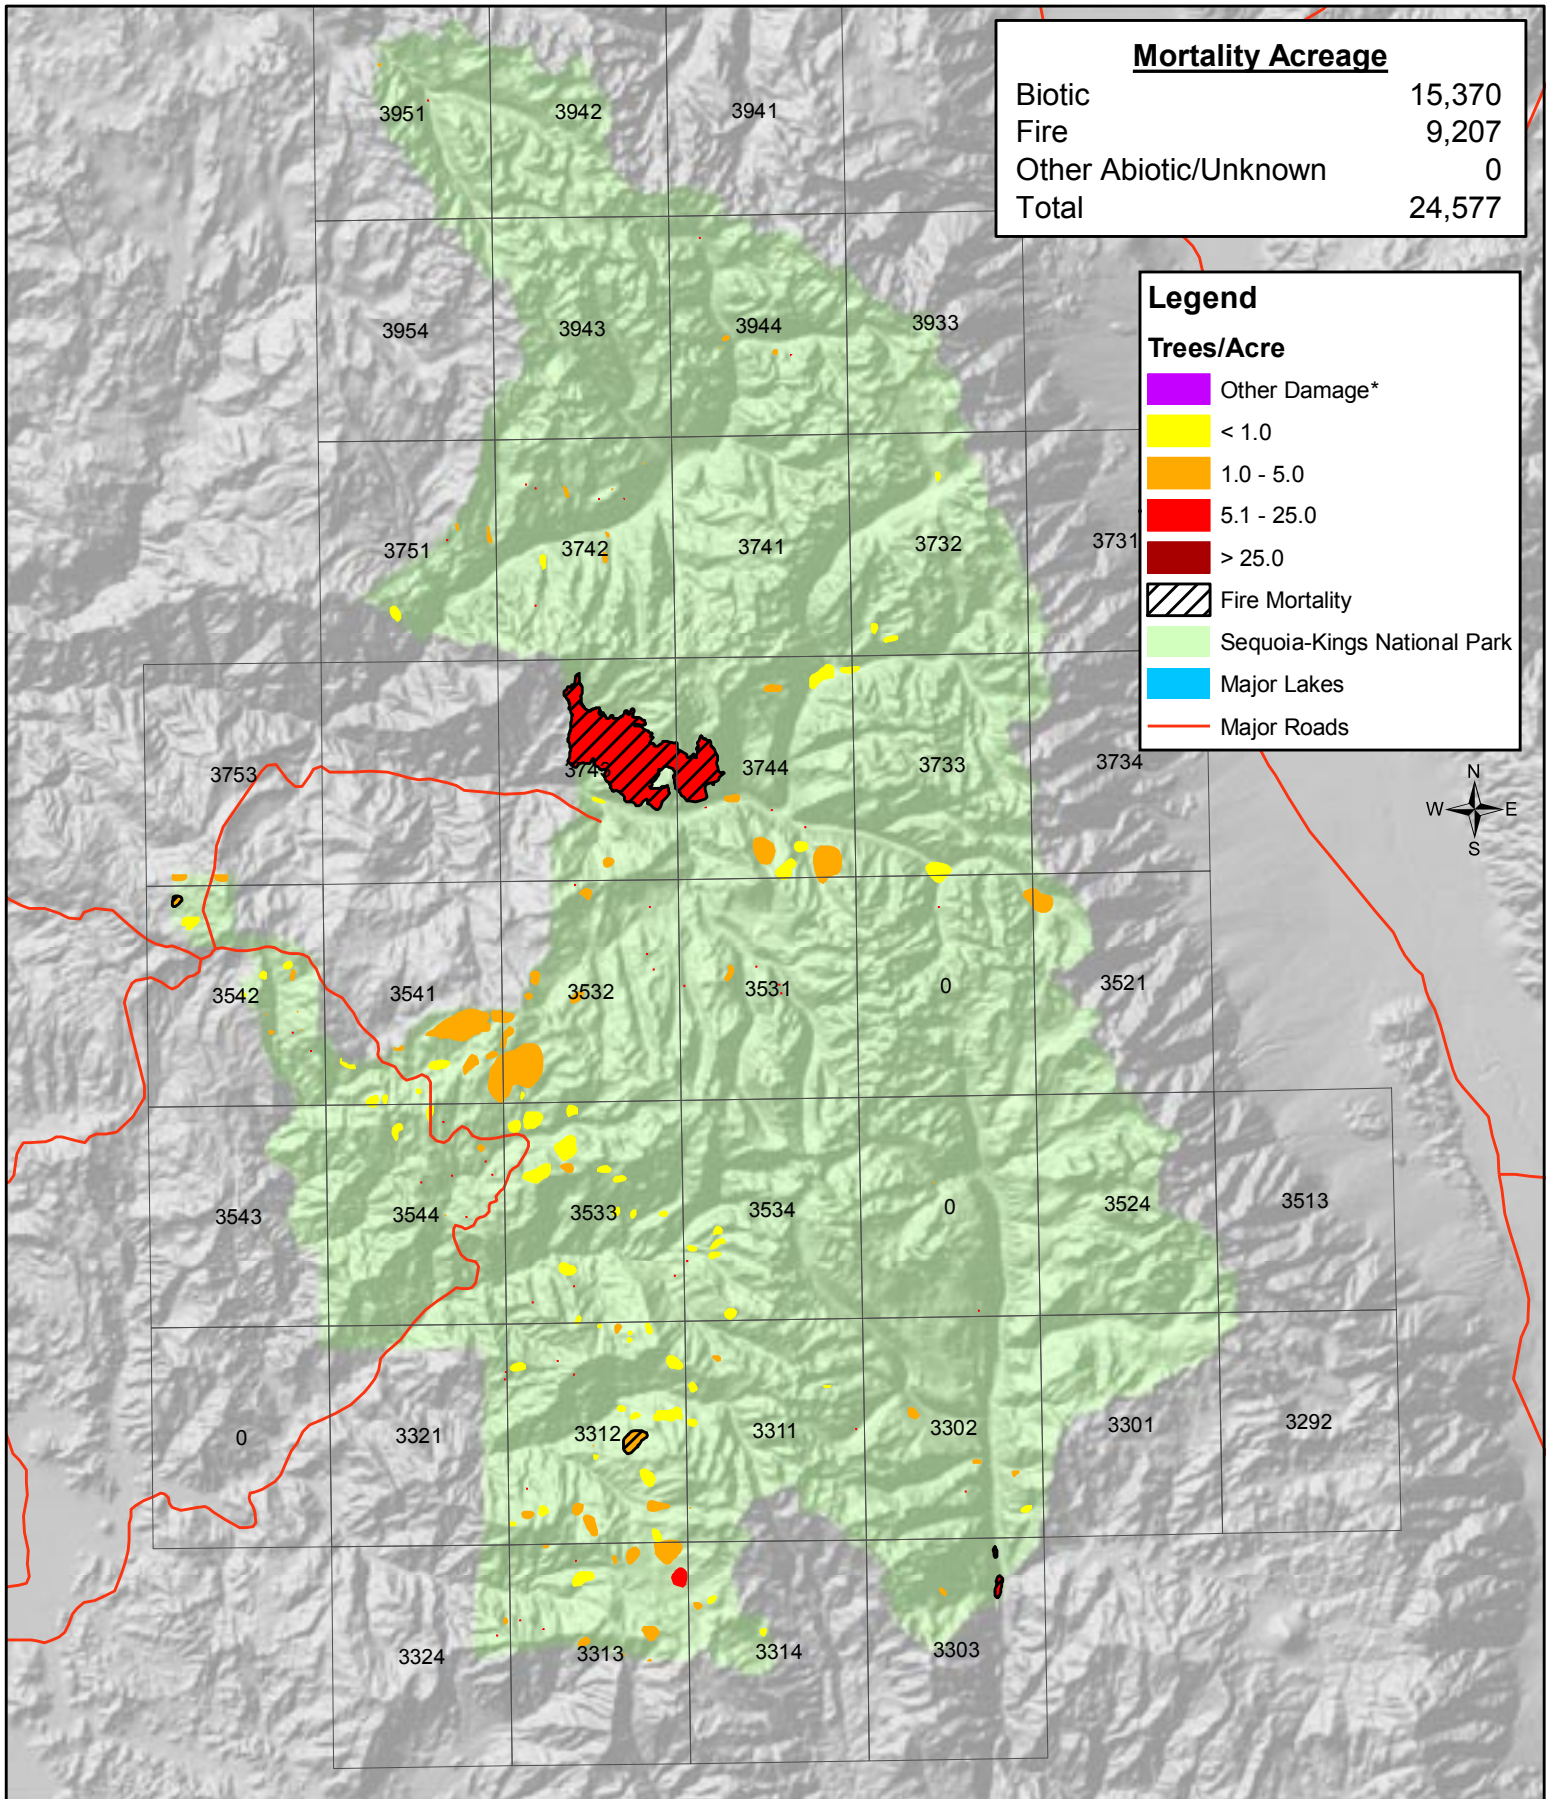 Mortality Acreage
Biotic 15,370
Fire 9,207
Other Abiotic/Unknown 0
Total 24,577
Legend
Trees/Acre
Other Damage*
< 1.0
1.0 - 5.0
5.1 - 25.0
> 25.0
Fire Mortality
Sequoia-Kings National Park
Major Lakes
Major Roads
N
W E
S
3951 3942 3941
3954 3943 3944 3933
3751 3742 3741 3732 3731
3753 3743 3744 3733 3734
3542 3541 3532 3531 0 3521
3543 3544 3533 3534 0 3524 3513
0 3321 3312 3311 3302 3301 3292
3324 3313 3314 3303